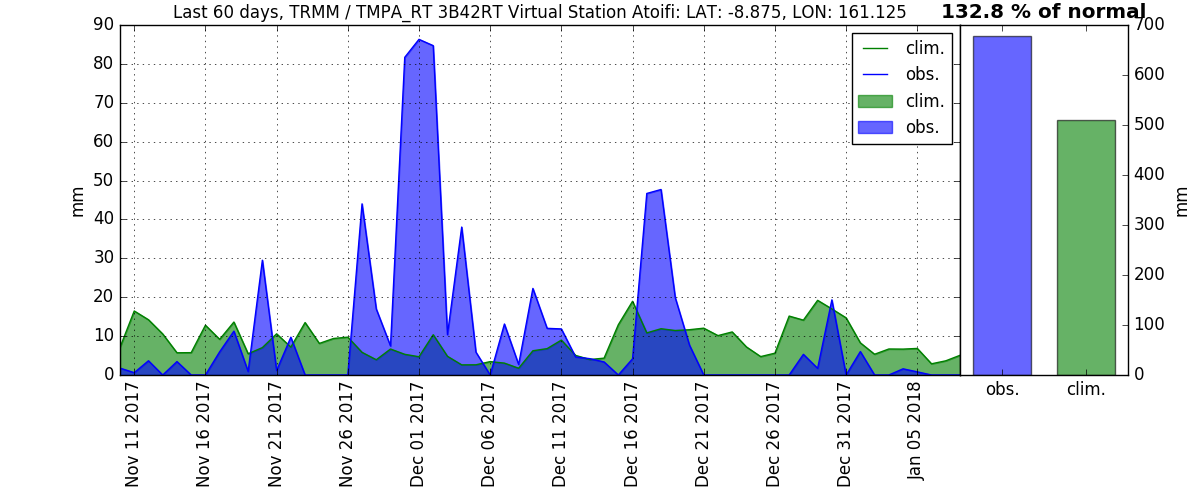 Last 60 days, TRMM / TMPA_RT 3B42RT Virtual Station Atoifi: LAT: -8.875, LON: 161.125
132.8 % of normal
90
80
70
60
50
40
30
20
10
0
mm
clim.
obs.
clim.
obs.
Nov 11 2017
Nov 16 2017
Nov 21 2017
Nov 26 2017
Dec 01 2017
Dec 06 2017
Dec 11 2017
Dec 16 2017
Dec 21 2017
Dec 26 2017
Dec 31 2017
Jan 05 2018
700
600
500
400
300
200
100
0
mm
obs.
clim.